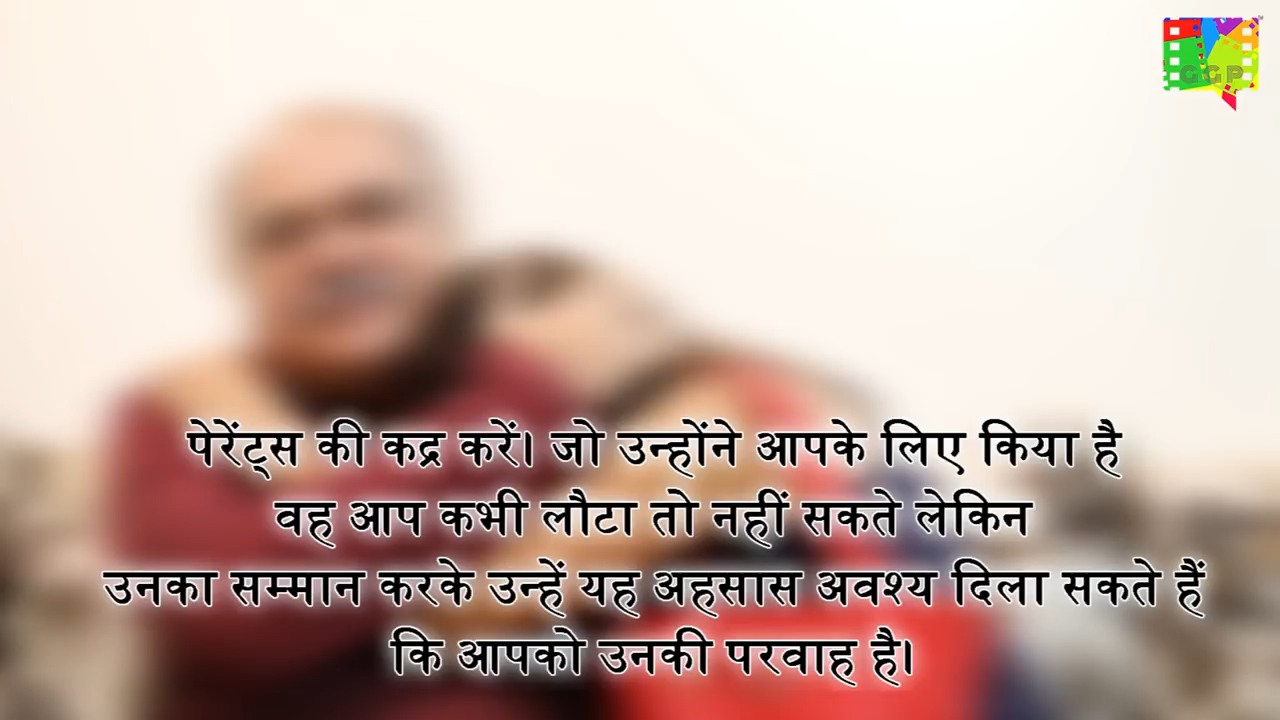 GGP
पेरेंट्स की कद्र करें। जो उन्होंने आपके लिए किया है
वह आप कभी लौटा तो नहीं सकते लेकिन
उनका सम्मान करके उन्हें यह अहसास अवश्य दिला सकते हैं
कि आपको उनकी परवाह है।